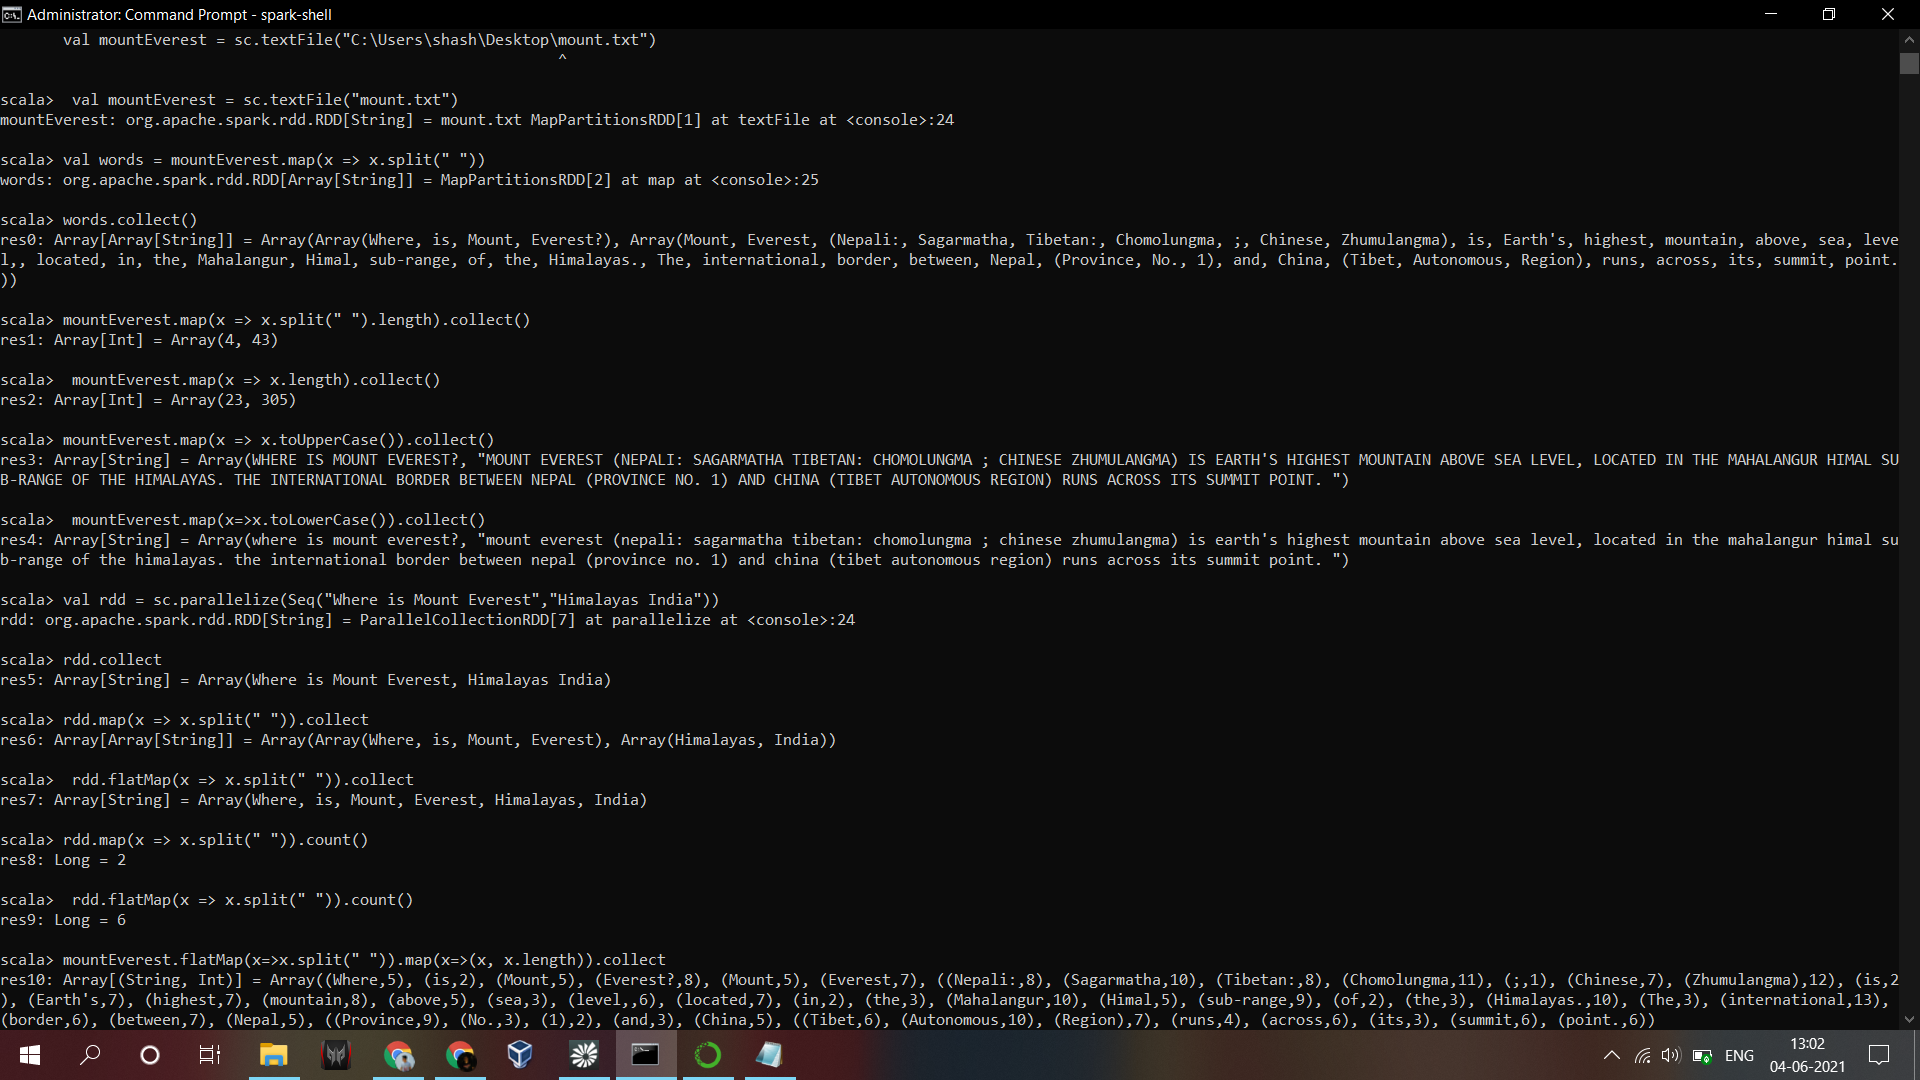 Administrator: Command Prompt - spark-shell
val mountEverest = sc.textFile("C:\Users\shash\Desktop\mount.txt")
^
scala>  val mountEverest = sc.textFile("mount.txt")
mountEverest: org.apache.spark.rdd.RDD[String] = mount.txt MapPartitionsRDD[1] at textFile at <console>:24
scala> val words = mountEverest.map(x => x.split(" "))
words: org.apache.spark.rdd.RDD[Array[String]] = MapPartitionsRDD[2] at map at <console>:25
scala> words.collect()
res0: Array[Array[String]] = Array(Array(Where, is, Mount, Everest?), Array(Mount, Everest, (Nepali:, Sagarmatha, Tibetan:, Chomolungma, ;, Chinese, Zhumulangma), is, Earth's, highest, mountain, above, sea, leve
l,, located, in, the, Mahalangur, Himal, sub-range, of, the, Himalayas., The, international, border, between, Nepal, (Province, No., 1), and, China, (Tibet, Autonomous, Region), runs, across, its, summit, point.
))
scala> mountEverest.map(x => x.split(" ").length).collect()
res1: Array[Int] = Array(4, 43)
scala>  mountEverest.map(x => x.length).collect()
res2: Array[Int] = Array(23, 305)
scala> mountEverest.map(x => x.toUpperCase()).collect()
res3: Array[String] = Array(WHERE IS MOUNT EVEREST?, "MOUNT EVEREST (NEPALI: SAGARMATHA TIBETAN: CHOMOLUNGMA ; CHINESE ZHUMULANGMA) IS EARTH'S HIGHEST MOUNTAIN ABOVE SEA LEVEL, LOCATED IN THE MAHALANGUR HIMAL SU
B-RANGE OF THE HIMALAYAS. THE INTERNATIONAL BORDER BETWEEN NEPAL (PROVINCE NO. 1) AND CHINA (TIBET AUTONOMOUS REGION) RUNS ACROSS ITS SUMMIT POINT. ")
scala>  mountEverest.map(x=>x.toLowerCase()).collect()
res4: Array[String] = Array(where is mount everest?, "mount everest (nepali: sagarmatha tibetan: chomolungma ; chinese zhumulangma) is earth's highest mountain above sea level, located in the mahalangur himal su
b-range of the himalayas. the international border between nepal (province no. 1) and china (tibet autonomous region) runs across its summit point. ")
scala> val rdd = sc.parallelize(Seq("Where is Mount Everest","Himalayas India"))
rdd: org.apache.spark.rdd.RDD[String] = ParallelCollectionRDD[7] at parallelize at <console>:24
scala> rdd.collect
res5: Array[String] = Array(Where is Mount Everest, Himalayas India)
scala> rdd.map(x => x.split(" ")).collect
res6: Array[Array[String]] = Array(Array(Where, is, Mount, Everest), Array(Himalayas, India))
scala>  rdd.flatMap(x => x.split(" ")).collect
res7: Array[String] = Array(Where, is, Mount, Everest, Himalayas, India)
scala> rdd.map(x => x.split(" ")).count()
res8: Long = 2
scala>  rdd.flatMap(x => x.split(" ")).count()
res9: Long = 6
scala> mountEverest.flatMap(x=>x.split(" ")).map(x=>(x, x.length)).collect
res10: Array[(String, Int)] = Array((Where,5), (is,2), (Mount,5), (Everest?,8), (Mount,5), (Everest,7), ((Nepali:,8), (Sagarmatha,10), (Tibetan:,8), (Chomolungma,11), (;,1), (Chinese,7), (Zhumulangma),12), (is,2
), (Earth's,7), (highest,7), (mountain,8), (above,5), (sea,3), (level,,6), (located,7), (in,2), (the,3), (Mahalangur,10), (Himal,5), (sub-range,9), (of,2), (the,3), (Himalayas.,10), (The,3), (international,13),
(border,6), (between,7), (Nepal,5), ((Province,9), (No.,3), (1),2), (and,3), (China,5), ((Tibet,6), (Autonomous,10), (Region),7), (runs,4), (across,6), (its,3), (summit,6), (point.,6))
ENG
13:02
04-06-2021